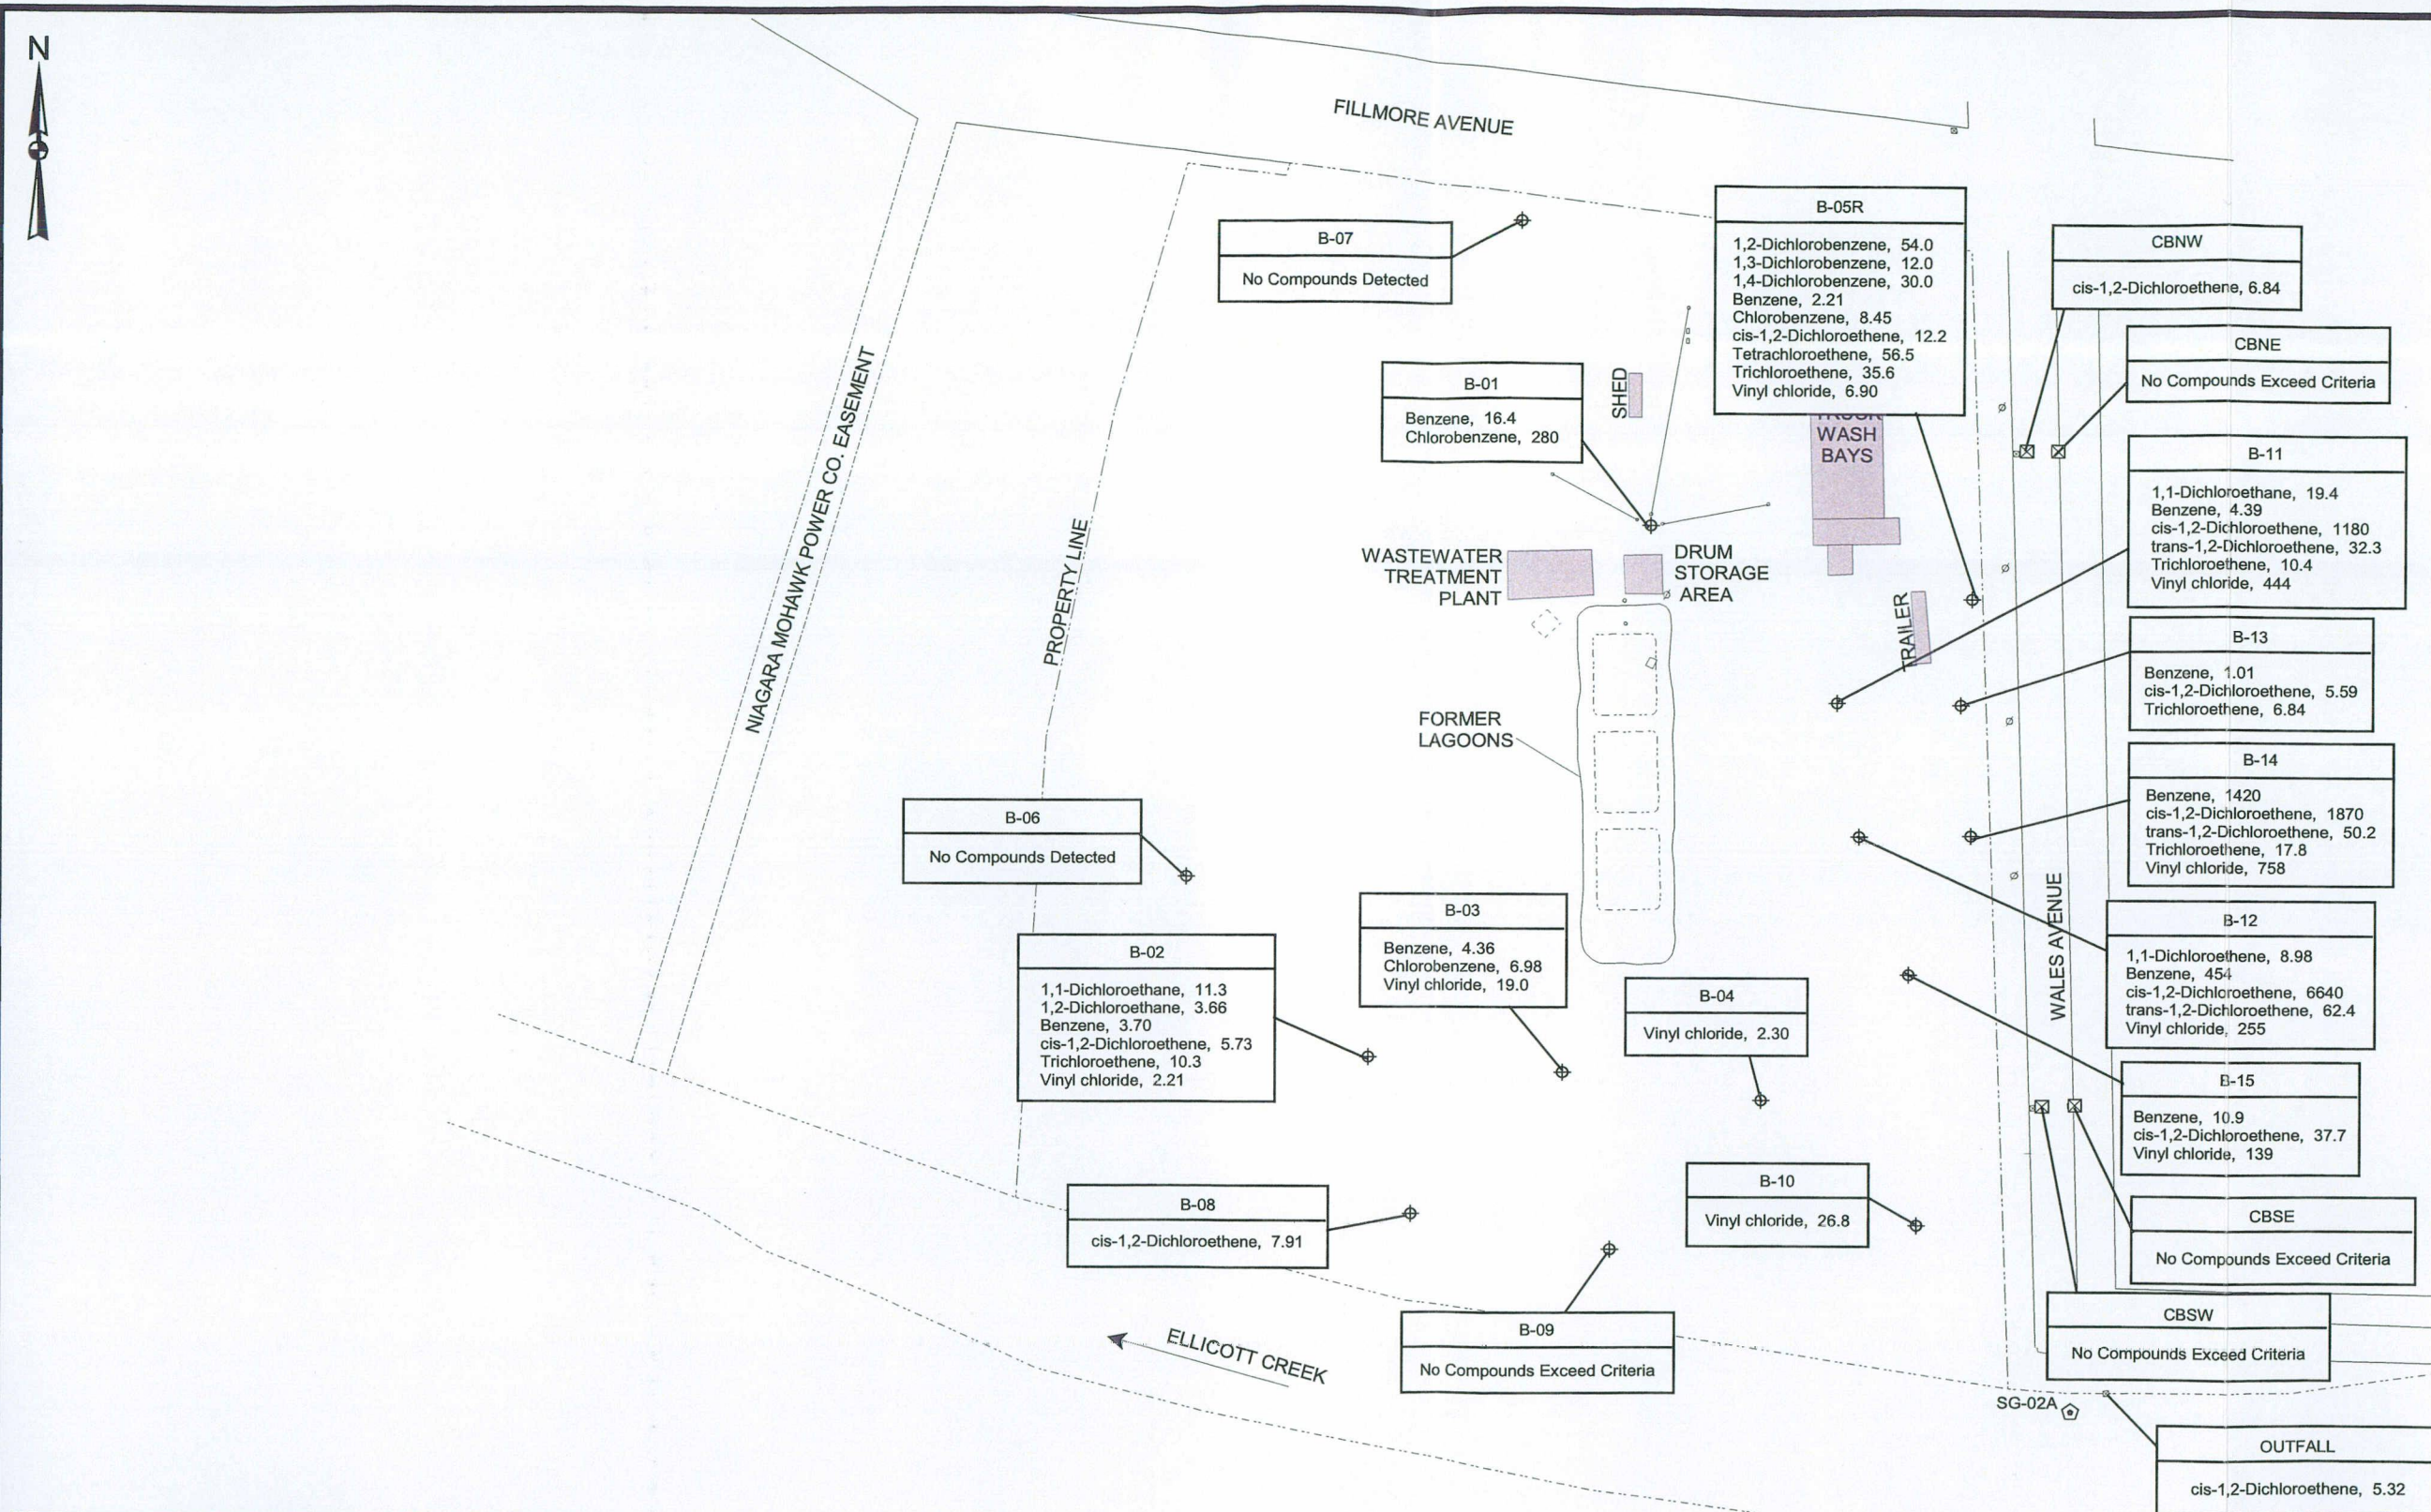 N
FILLMORE AVENUE
B-07
No Compounds Detected
B-05R
1,2-Dichlorobenzene, 54.0
1,3-Dichlorobenzene, 12.0
1,4-Dichlorobenzene, 30.0
Benzene, 2.21
Chlorobenzene, 8.45
cis-1,2-Dichloroethene, 12.2
Tetrachloroethene, 56.5
Trichloroethene, 35.6
Vinyl chloride, 6.90
CBNW
cis-1,2-Dichloroethene, 6.84
CBNE
No Compounds Exceed Criteria
B-01
Benzene, 16.4
Chlorobenzene, 280
SHED
TRUCK
WASH
BAYS
B-11
1,1-Dichloroethane, 19.4
Benzene, 4.39
cis-1,2-Dichloroethene, 1180
trans-1,2-Dichloroethene, 32.3
Trichloroethene, 10.4
Vinyl chloride, 444
NIAGARA MOHAWK POWER CO. EASEMENT
PROPERTY LINE
WASTEWATER
TREATMENT
PLANT
DRUM
STORAGE
AREA
TRAILER
B-13
Benzene, 1.01
cis-1,2-Dichloroethene, 5.59
Trichloroethene, 6.84
FORMER
LAGOONS
B-14
Benzene, 1420
cis-1,2-Dichloroethene, 1870
trans-1,2-Dichloroethene, 50.2
Trichloroethene, 17.8
Vinyl chloride, 758
B-06
No Compounds Detected
B-03
Benzene, 4.36
Chlorobenzene, 6.98
Vinyl chloride, 19.0
WALES AVENUE
B-12
1,1-Dichloroethene, 8.98
Benzene, 454
cis-1,2-Dichloroethene, 6640
trans-1,2-Dichloroethene, 62.4
Vinyl chloride, 255
B-02
1,1-Dichloroethane, 11.3
1,2-Dichloroethane, 3.66
Benzene, 3.70
cis-1,2-Dichloroethene, 5.73
Trichloroethene, 10.3
Vinyl chloride, 2.21
B-04
Vinyl chloride, 2.30
B-15
Benzene, 10.9
cis-1,2-Dichloroethene, 37.7
Vinyl chloride, 139
B-08
cis-1,2-Dichloroethene, 7.91
B-10
Vinyl chloride, 26.8
CBSE
No Compounds Exceed Criteria
B-09
No Compounds Exceed Criteria
CBSW
No Compounds Exceed Criteria
ELLICOTT CREEK
SG-02A
OUTFALL
cis-1,2-Dichloroethene, 5.32